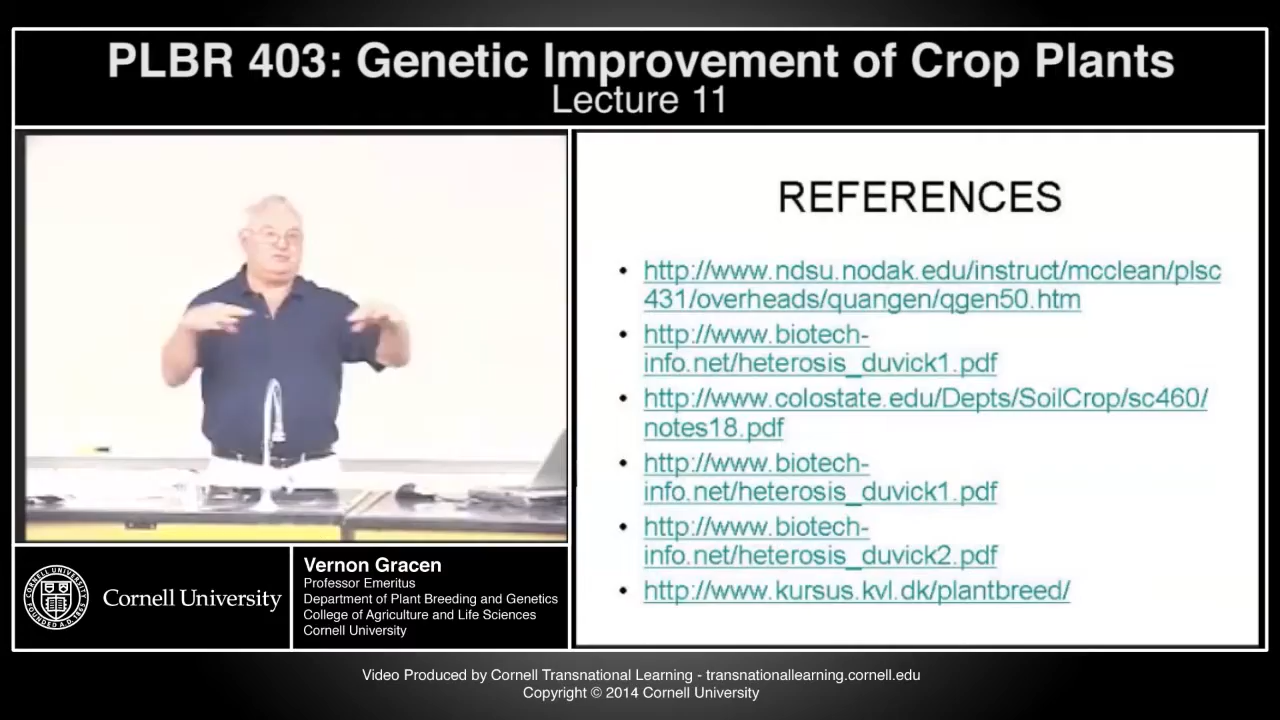 PLBR 403: Genetic Improvement of Crop Plants
Lecture 11
REFERENCES
• http://www.ndsu.nodak.edu/instruct/mcclean/plsc
431/overheads/quangen/qgen50.htm
• http://www.biotech-
info.net/heterosis_duvick1.pdf
• http://www.colostate.edu/Depts/SoilCrop/sc460/
notes18.pdf
• http://www.biotech-
info.net/heterosis_duvick1.pdf
• http://www.biotech-
info.net/heterosis_duvick2.pdf
• http://www.kursus.kvl.dk/plantbreed/
Cornell University
Vernon Gracen
Professor Emeritus
Department of Plant Breeding and Genetics
College of Agriculture and Life Sciences
Cornell University
Video Produced by Cornell Transnational Learning - transnationallearning.cornell.edu
Copyright © 2014 Cornell University